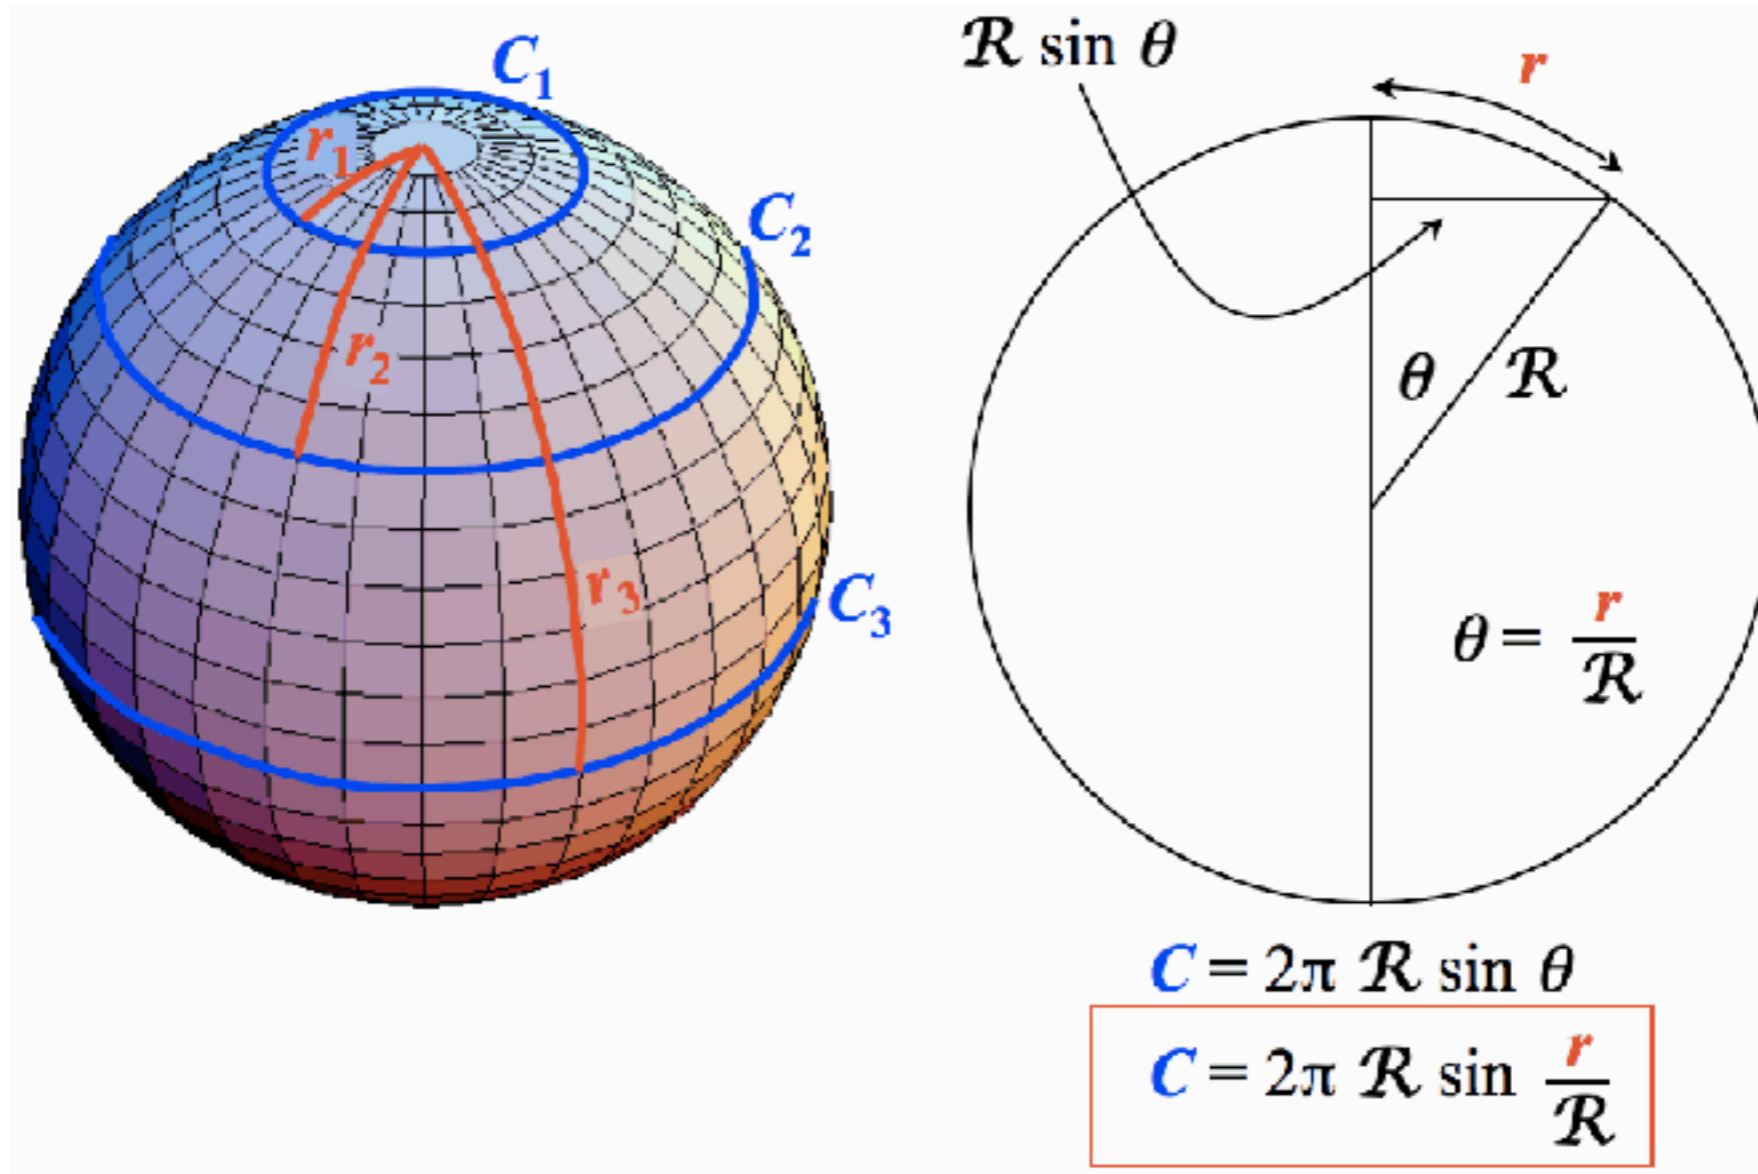 C₁
r₁
C₂
r₂
r₃
C₃
ℛ sin θ
r
θ
ℛ
θ = r/ℛ
C = 2π ℛ sin θ
C = 2π ℛ sin r/ℛ